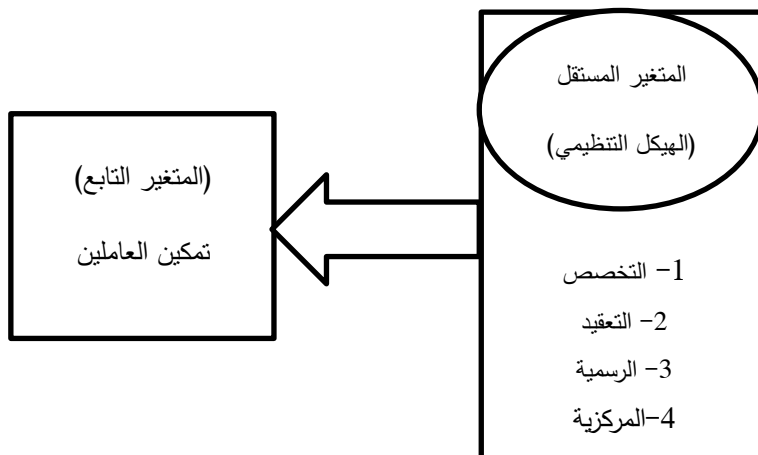 المتغير المستقل
(الهيكل التنظيمي)
1- التخصص
2- التعقيد
3- الرسمية
4-المركزية
(المتغير التابع)
تمكين العاملين